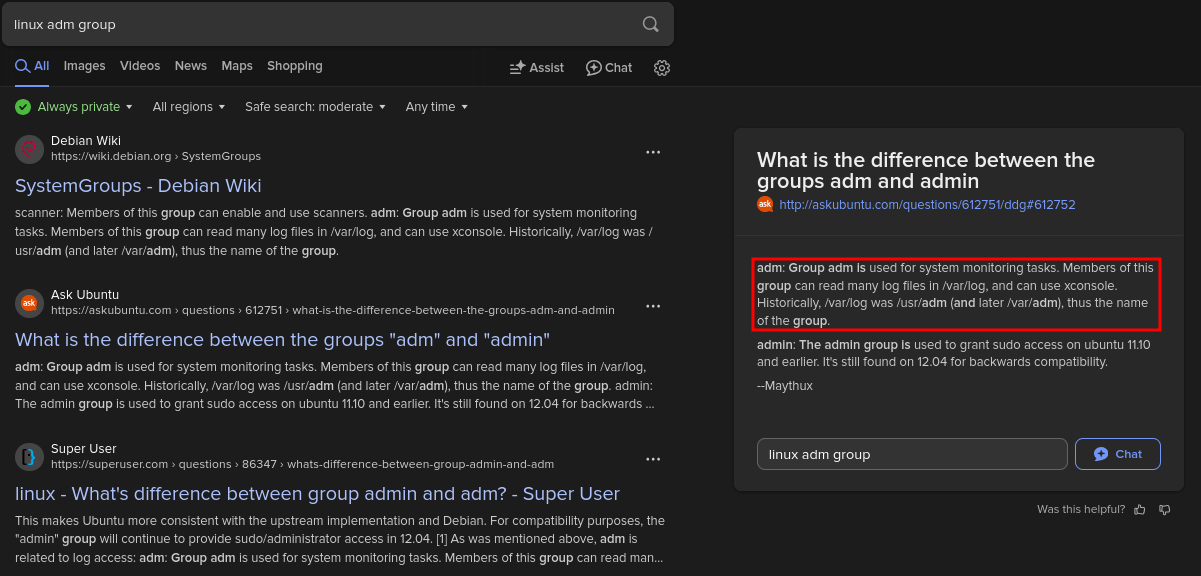 linux adm group
All
Images
Videos
News
Maps
Shopping
Assist
Chat
Always private
All regions
Safe search: moderate
Any time
Debian Wiki
https://wiki.debian.org › SystemGroups
SystemGroups - Debian Wiki
scanner: Members of this group can enable and use scanners. adm: Group adm is used for system monitoring
tasks. Members of this group can read many log files in /var/log, and can use xconsole. Historically, /var/log was /
usr/adm (and later /var/adm), thus the name of the group.
Ask Ubuntu
https://askubuntu.com › questions › 612751 › what-is-the-difference-between-the-groups-adm-and-admin
What is the difference between the groups "adm" and "admin"
adm: Group adm is used for system monitoring tasks. Members of this group can read many log files in /var/log,
and can use xconsole. Historically, /var/log was /usr/adm (and later /var/adm), thus the name of the group. admin:
The admin group is used to grant sudo access on ubuntu 11.10 and earlier. It's still found on 12.04 for backwards ...
Super User
https://superuser.com › questions › 86347 › whats-difference-between-group-admin-and-adm
linux - What's difference between group admin and adm? - Super User
This makes Ubuntu more consistent with the upstream implementation and Debian. For compatibility purposes, the
"admin" group will continue to provide sudo/administrator access in 12.04. [1] As was mentioned above, adm is
related to log access: adm: Group adm is used for system monitoring tasks. Members of this group can read man...
What is the difference between the
groups adm and admin
ask
http://askubuntu.com/questions/612751/ddg#612752
adm: Group adm is used for system monitoring tasks. Members of this
group can read many log files in /var/log, and can use xconsole.
Historically, /var/log was /usr/adm (and later /var/adm), thus the name
of the group.
admin: The admin group is used to grant sudo access on ubuntu 11.10
and earlier. It's still found on 12.04 for backwards compatibility.
--Maythux
linux adm group
Chat
Was this helpful?